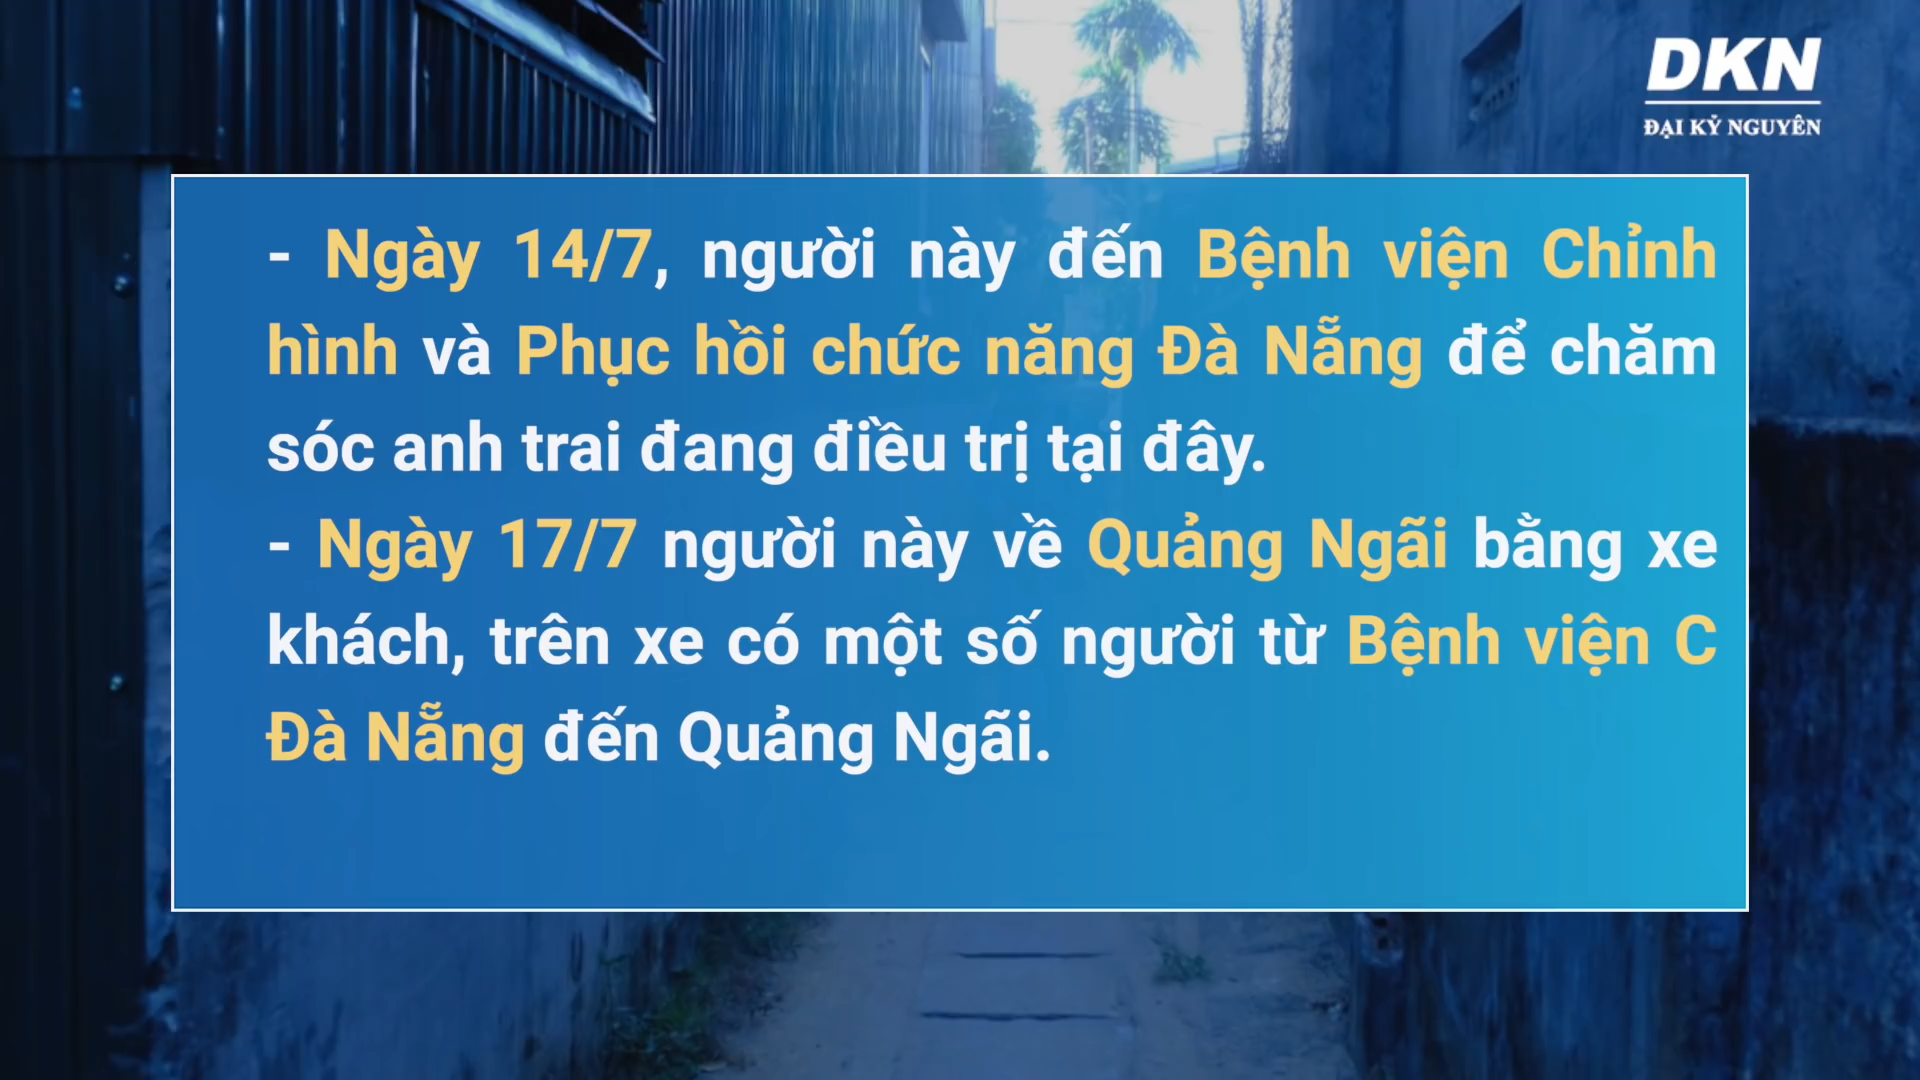 DKN
ĐẠI KỶ NGUYÊN
- Ngày 14/7, người này đến Bệnh viện Chỉnh
hình và Phục hồi chức năng Đà Nẵng để chăm
sóc anh trai đang điều trị tại đây.
- Ngày 17/7 người này về Quảng Ngãi bằng xe
khách, trên xe có một số người từ Bệnh viện C
Đà Nẵng đến Quảng Ngãi.